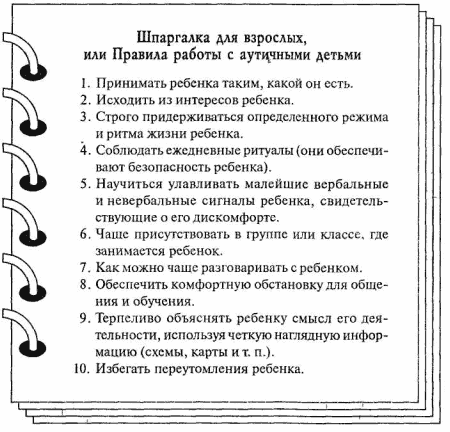 Шпаргалка для взрослых,
или Правила работы с аутичными детьми
1. Принимать ребенка таким, какой он есть.
2. Исходить из интересов ребенка.
3. Строго придерживаться определенного режима
и ритма жизни ребенка.
4. Соблюдать ежедневные ритуалы (они обеспечи-
вают безопасность ребенка).
5. Научиться улавливать малейшие вербальные
и невербальные сигналы ребенка, свидетель-
ствующие о его дискомфорте.
6. Чаще присутствовать в группе или классе, где
занимается ребенок.
7. Как можно чаще разговаривать с ребенком.
8. Обеспечить комфортную обстановку для обще-
ния и обучения.
9. Терпеливо объяснять ребенку смысл его дея-
тельности, используя четкую наглядную инфор-
мацию (схемы, карты и т. п.).
10. Избегать переутомления ребенка.